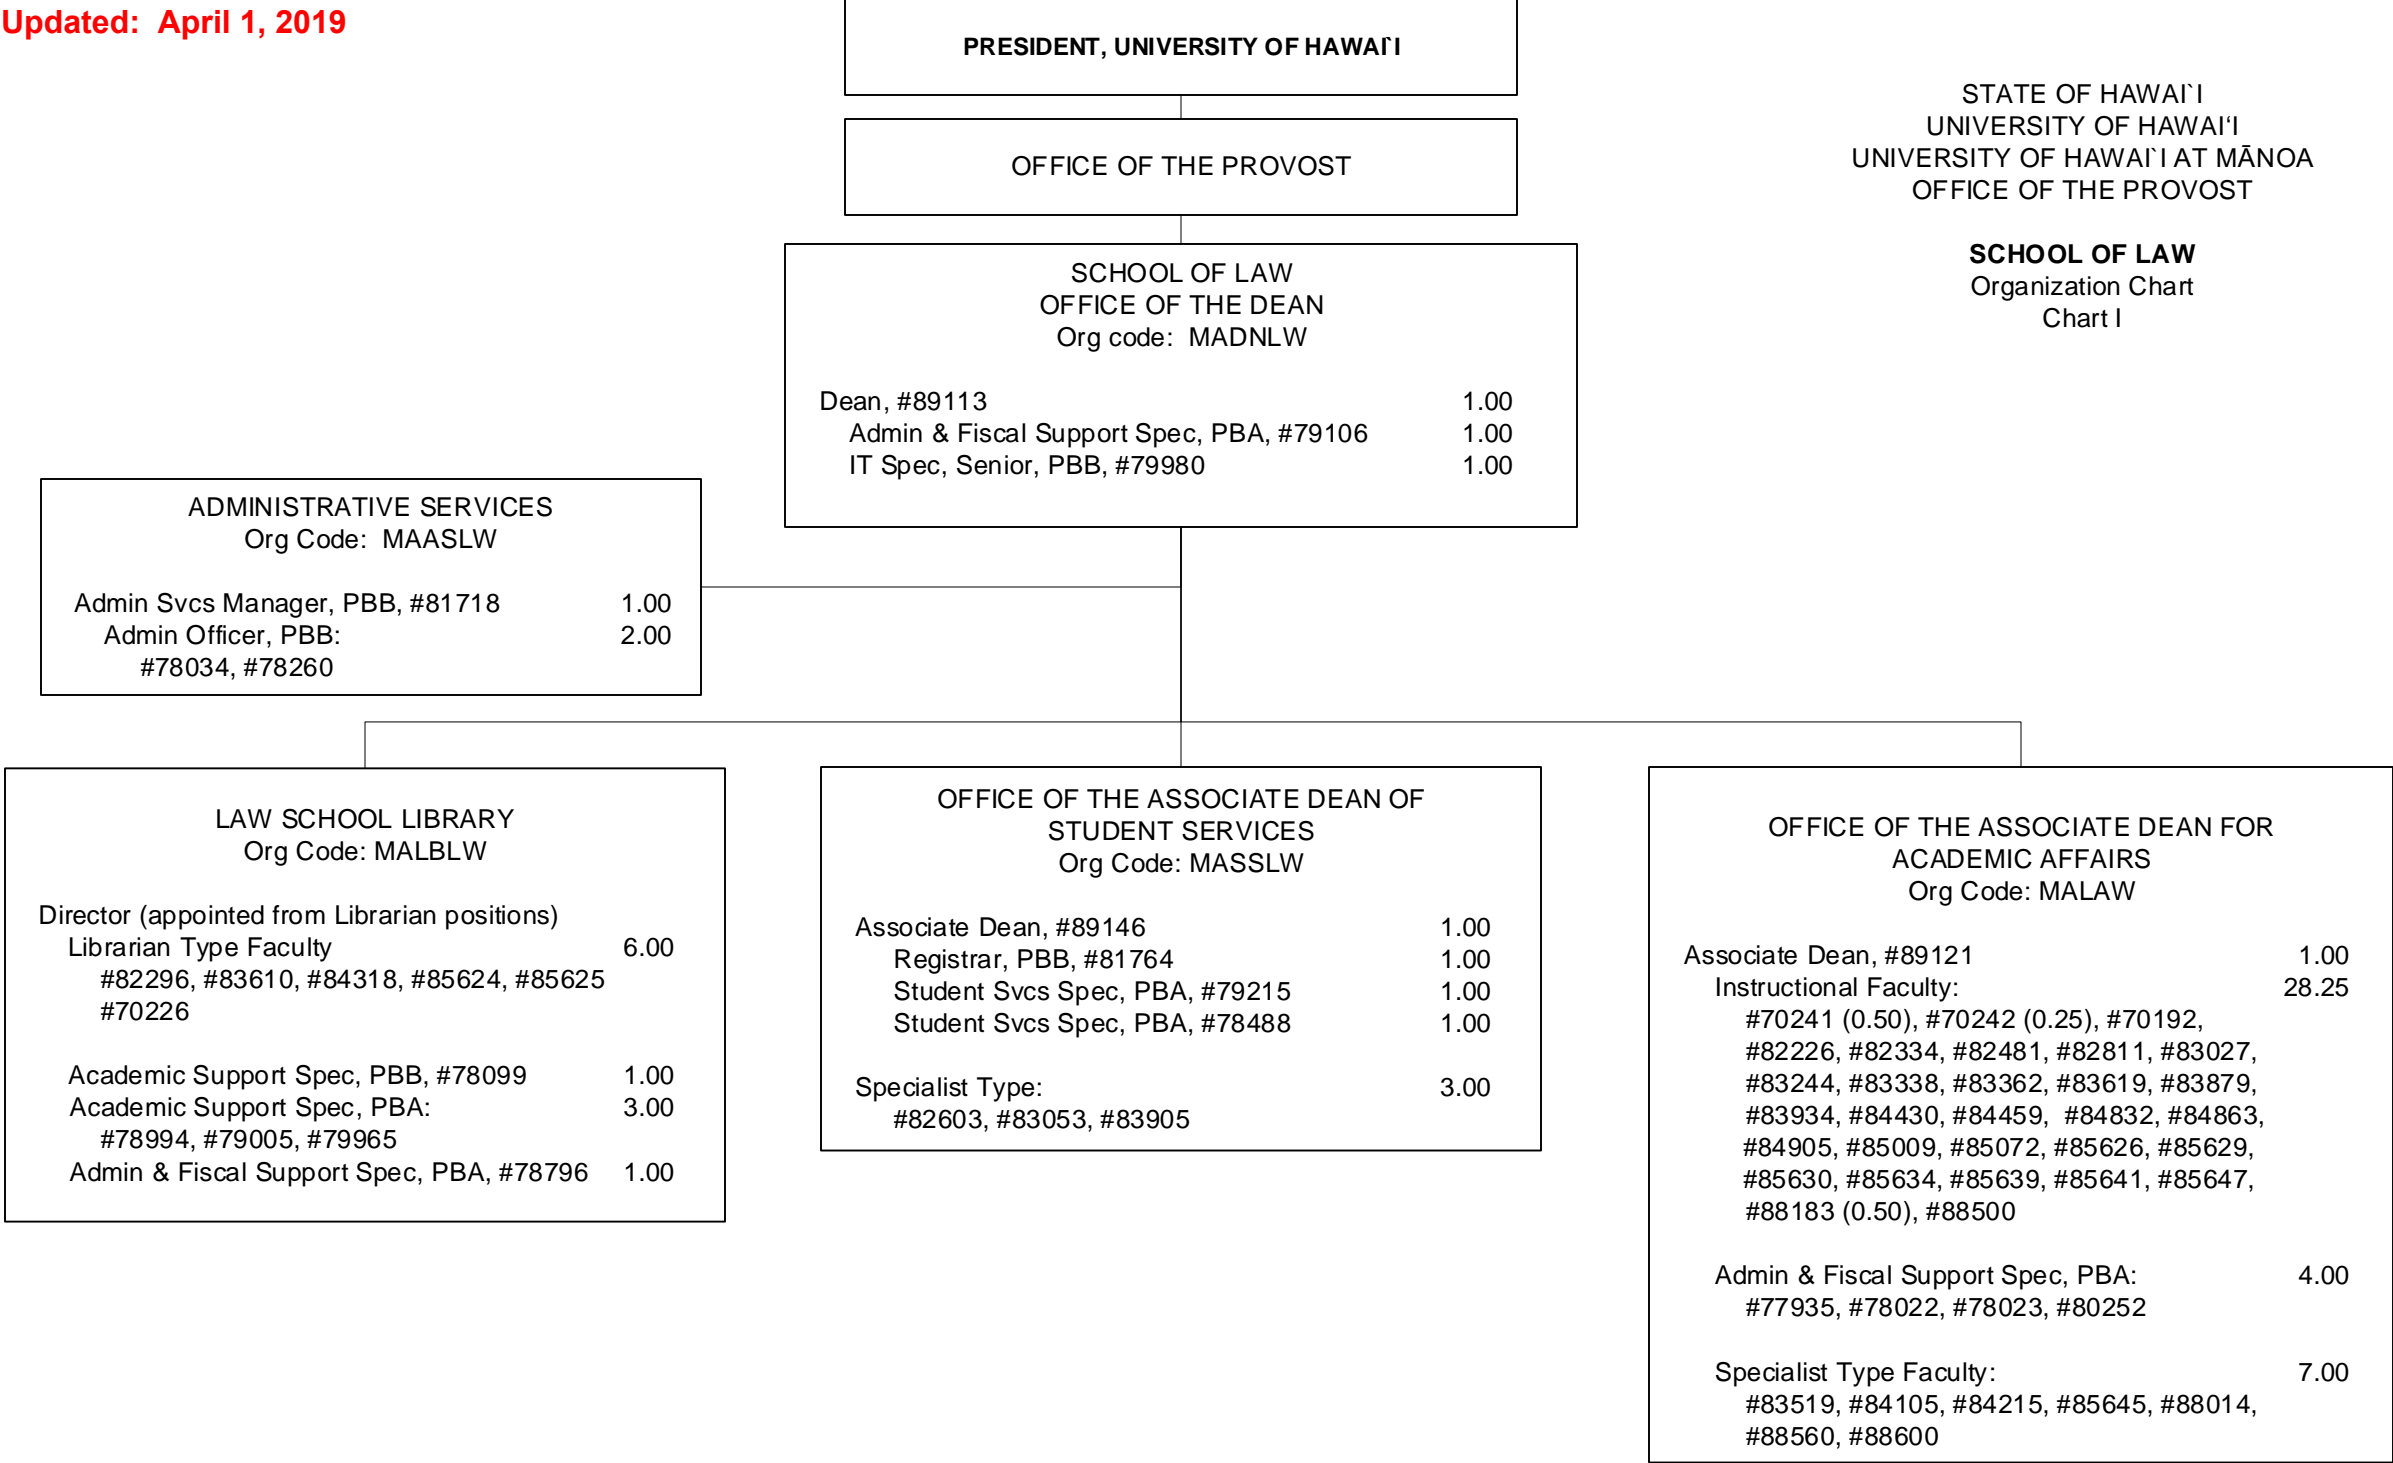 Updated:  April 1, 2019
PRESIDENT, UNIVERSITY OF HAWAI`I
OFFICE OF THE PROVOST
STATE OF HAWAI`I
UNIVERSITY OF HAWAI‘I
UNIVERSITY OF HAWAI`I AT MĀNOA
OFFICE OF THE PROVOST
SCHOOL OF LAW
Organization Chart
Chart I
SCHOOL OF LAW
OFFICE OF THE DEAN
Org code:  MADNLW
Dean, #89113 1.00
Admin & Fiscal Support Spec, PBA, #79106 1.00
IT Spec, Senior, PBB, #79980 1.00
ADMINISTRATIVE SERVICES
Org Code:  MAASLW
Admin Svcs Manager, PBB, #81718 1.00
Admin Officer, PBB: 2.00
#78034, #78260
LAW SCHOOL LIBRARY
Org Code: MALBLW
Director (appointed from Librarian positions)
Librarian Type Faculty 6.00
#82296, #83610, #84318, #85624, #85625
#70226
Academic Support Spec, PBB, #78099 1.00
Academic Support Spec, PBA: 3.00
#78994, #79005, #79965
Admin & Fiscal Support Spec, PBA, #78796 1.00
OFFICE OF THE ASSOCIATE DEAN OF
STUDENT SERVICES
Org Code: MASSLW
Associate Dean, #89146 1.00
Registrar, PBB, #81764 1.00
Student Svcs Spec, PBA, #79215 1.00
Student Svcs Spec, PBA, #78488 1.00
Specialist Type: 3.00
#82603, #83053, #83905
OFFICE OF THE ASSOCIATE DEAN FOR
ACADEMIC AFFAIRS
Org Code: MALAW
Associate Dean, #89121 1.00
Instructional Faculty: 28.25
#70241 (0.50), #70242 (0.25), #70192,
#82226, #82334, #82481, #82811, #83027,
#83244, #83338, #83362, #83619, #83879,
#83934, #84430, #84459,  #84832, #84863,
#84905, #85009, #85072, #85626, #85629,
#85630, #85634, #85639, #85641, #85647,
#88183 (0.50), #88500
Admin & Fiscal Support Spec, PBA: 4.00
#77935, #78022, #78023, #80252
Specialist Type Faculty: 7.00
#83519, #84105, #84215, #85645, #88014,
#88560, #88600